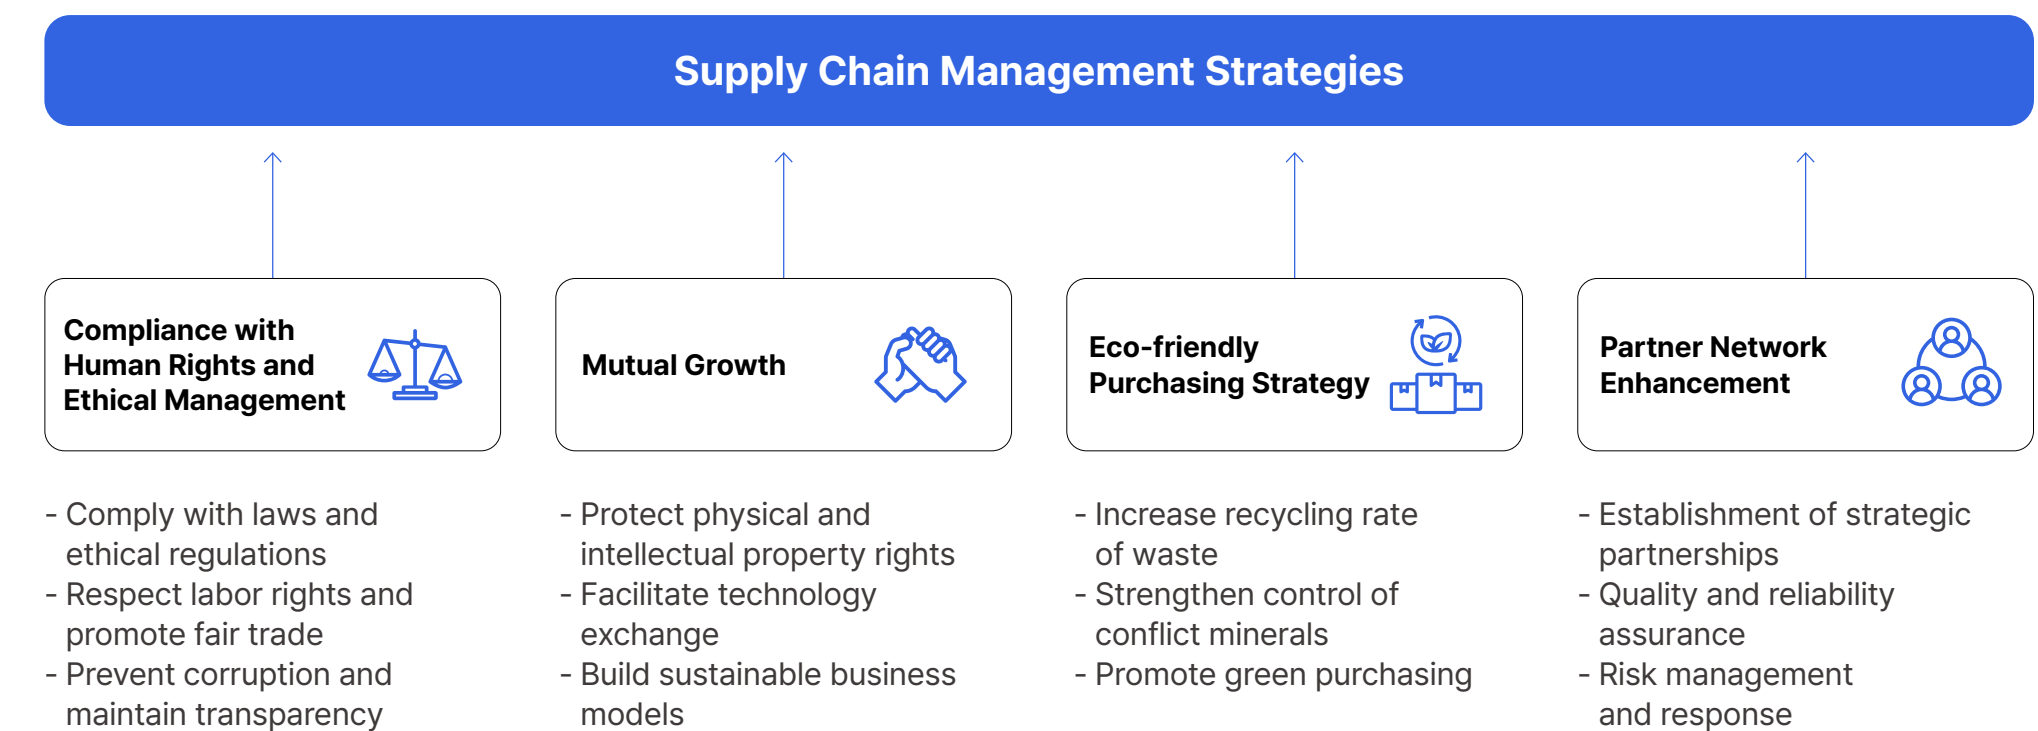 Supply Chain Management Strategies
Compliance with
Human Rights and
Ethical Management
Mutual Growth
Eco-friendly
Purchasing Strategy
Partner Network
Enhancement
- Comply with laws and
ethical regulations
- Respect labor rights and
promote fair trade
- Prevent corruption and
maintain transparency
- Protect physical and
intellectual property rights
- Facilitate technology
exchange
- Build sustainable business
models
- Increase recycling rate
of waste
- Strengthen control of
conflict minerals
- Promote green purchasing
- Establishment of strategic
partnerships
- Quality and reliability
assurance
- Risk management
and response